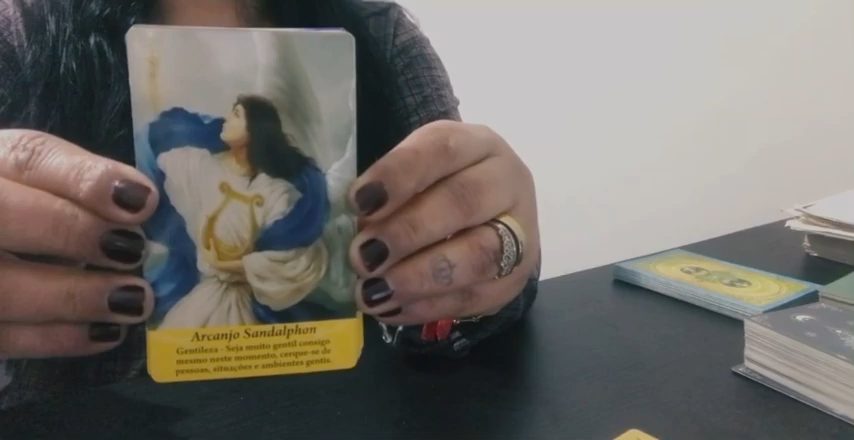 Arcanjo Sandalphon
Gentileza - Seja muito gentil consigo
mesmo neste momento, cerque-se de
pessoas, situações e ambientes gentis.